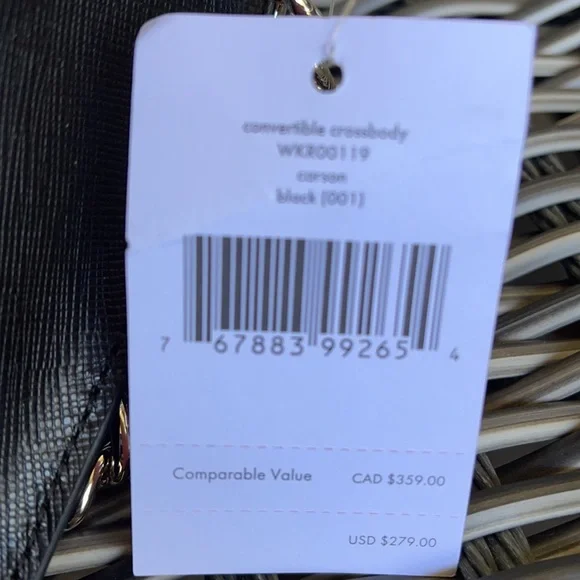 convertible crossbody
WKR00119
carson
black (001)
7 67883 99265 4
Comparable Value CAD $359.00
USD $279.00